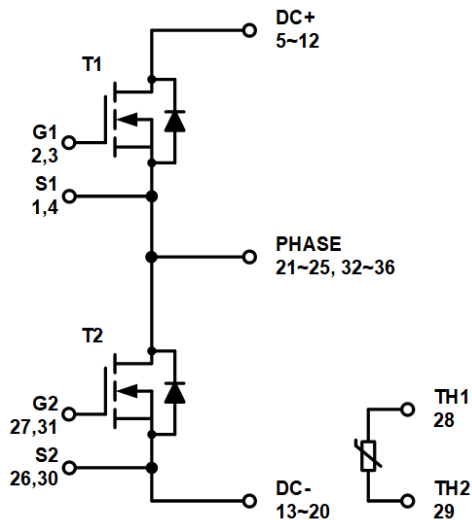 DC+
5~12
T1
G1
2,3
S1
1,4
PHASE
21~25, 32~36
T2
G2
27,31
S2
26,30
DC-
13~20
TH1
28
TH2
29